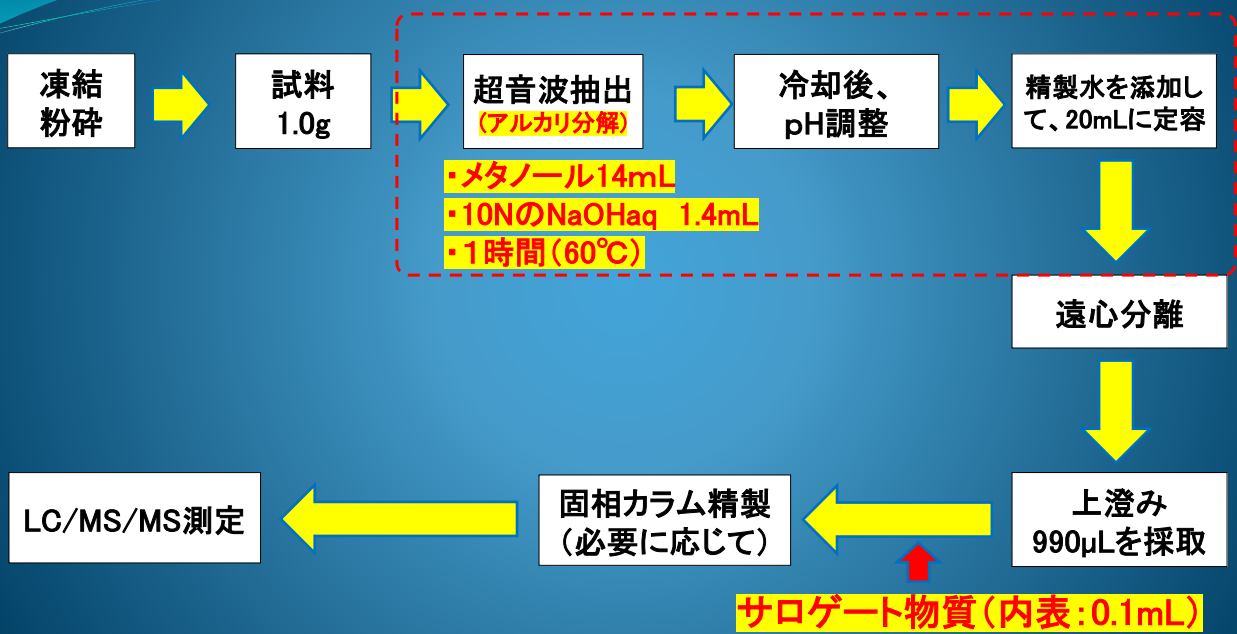 凍結
粉砕
試料
1.0g
超音波抽出
(アルカリ分解)
冷却後、
pH調整
精製水を添加し
て、20mLに定容
・メタノール14mL
・10NのNaOHaq 1.4mL
・１時間(60℃)
遠心分離
上澄み
990μLを採取
固相カラム精製
(必要に応じて)
LC/MS/MS測定
サロゲート物質(内表:0.1mL)